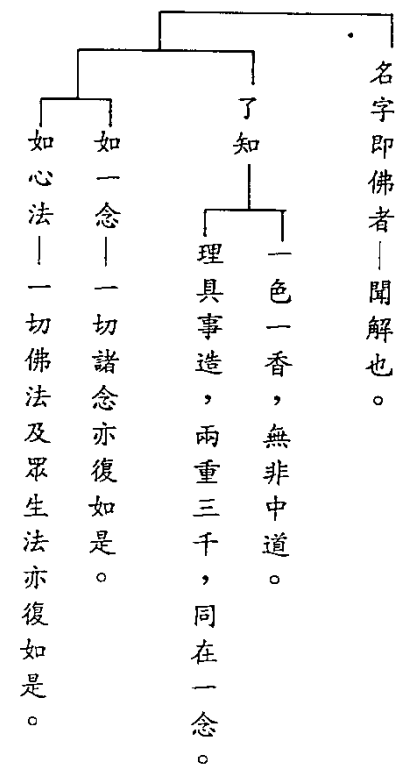 名字即佛者—聞解也。
了知
一色一香，無非中道。
理具事造，兩重三千，同在一念。
如一念—一切諸念亦復如是。
如心法—一切佛法及眾生法亦復如是。